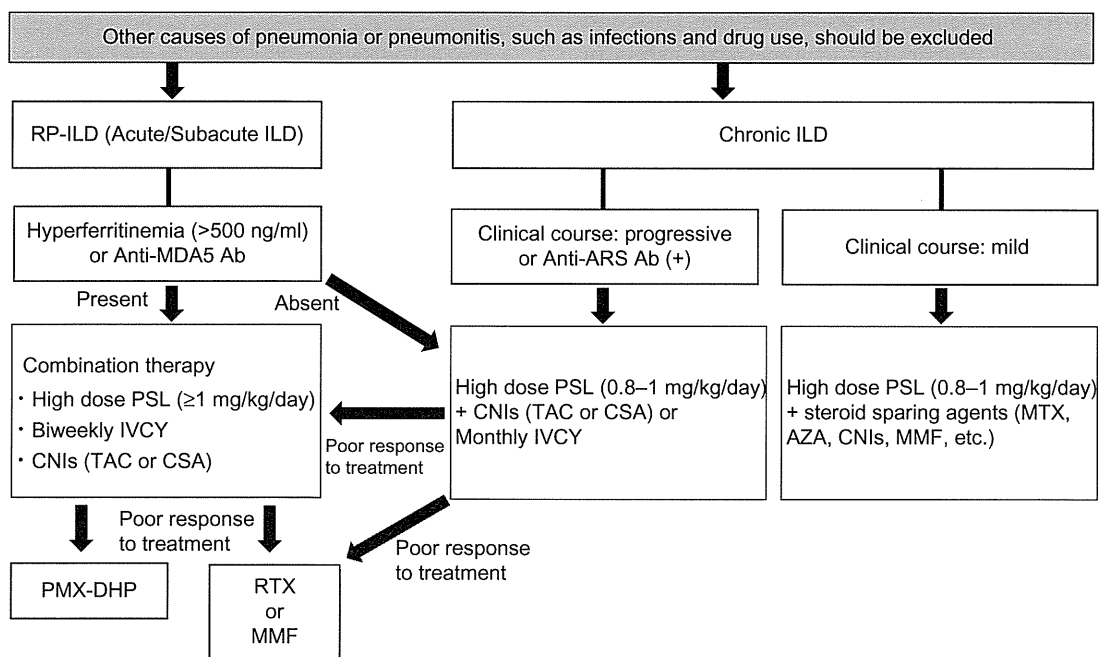 Other causes of pneumonia or pneumonitis, such as infections and drug use, should be excluded
RP-ILD (Acute/Subacute ILD)
Chronic ILD
Hyperferritinemia (>500 ng/ml)
or Anti-MDA5 Ab
Clinical course: progressive
or Anti-ARS Ab (+)
Clinical course: mild
Present
Absent
Combination therapy
・High dose PSL (≥1 mg/kg/day)
・Biweekly IVCY
・CNIs (TAC or CSA)
High dose PSL (0.8–1 mg/kg/day)
+ CNIs (TAC or CSA) or
Monthly IVCY
High dose PSL (0.8–1 mg/kg/day)
+ steroid sparing agents (MTX,
AZA, CNIs, MMF, etc.)
Poor response
to treatment
Poor response
to treatment
Poor response
to treatment
PMX-DHP
RTX
or
MMF